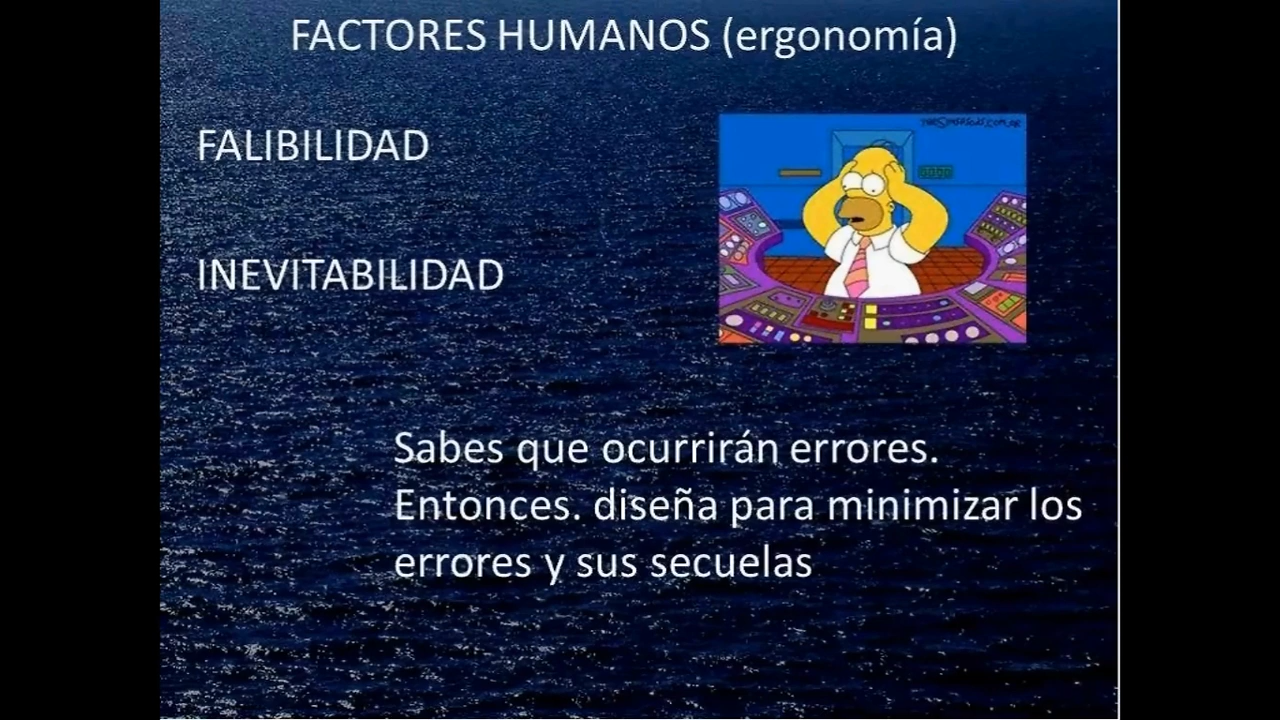 FACTORES HUMANOS (ergonomía)
FALIBILIDAD
INEVITABILIDAD
Sabes que ocurrirán errores.
Entonces. diseña para minimizar los
errores y sus secuelas